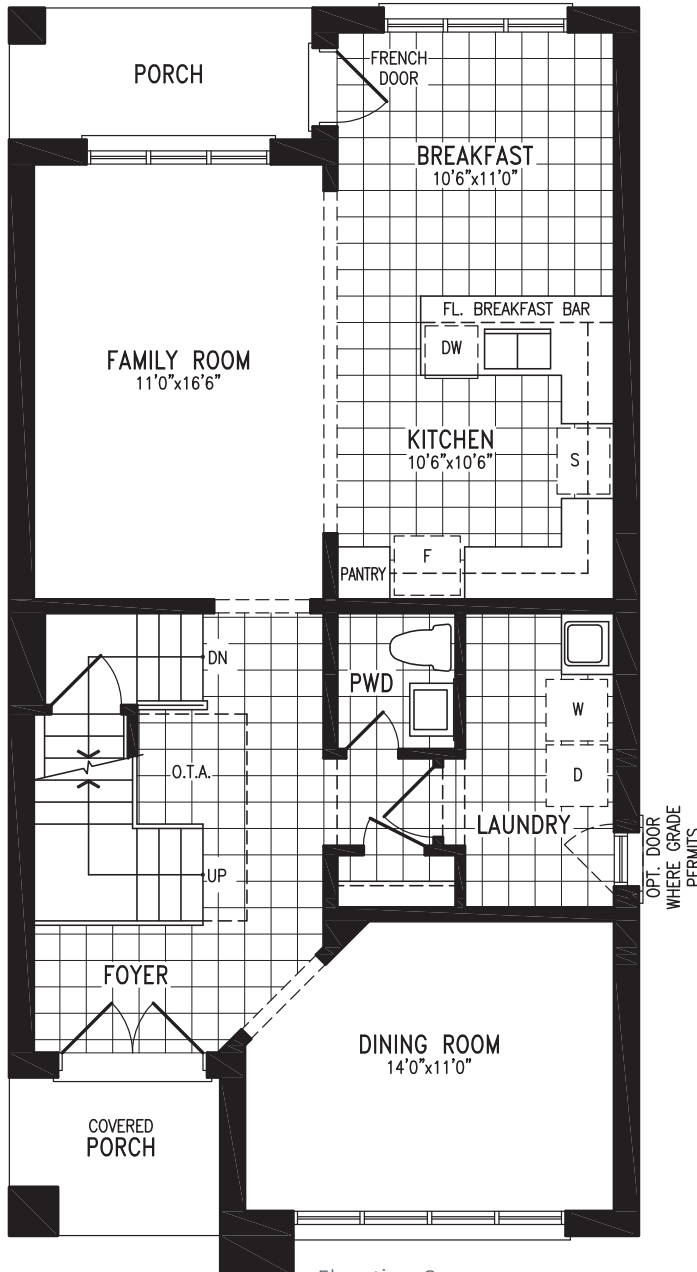 PORCH
FRENCH
DOOR
BREAKFAST
10'6"x11'0"
FL. BREAKFAST BAR
DW
FAMILY ROOM
11'0"x16'6"
KITCHEN
10'6"x10'6"
S
F
PANTRY
DN
PWD
W
O.T.A.
D
LAUNDRY
OPT. DOOR
WHERE GRADE
PERMITS
UP
FOYER
DINING ROOM
14'0"x11'0"
COVERED
PORCH